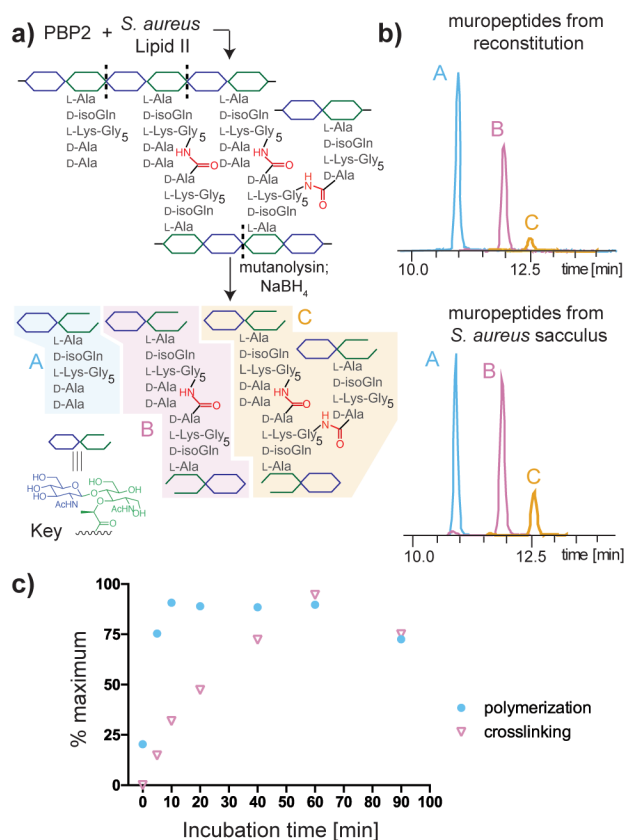 a) PBP2 + S. aureus
Lipid II
L-Ala
D-isoGln
L-Lys-Gly5
D-Ala
D-Ala
L-Ala
D-isoGln
L-Lys-Gly5
D-Ala
D-Ala
HN
O
D-Ala
L-Lys-Gly5
D-isoGln
L-Ala
L-Ala
D-isoGln
L-Lys-Gly5
D-Ala
D-Ala
HN
O
D-Ala
L-Lys-Gly5
D-isoGln
L-Ala
L-Ala
D-isoGln
L-Lys-Gly5
D-Ala
H
N
O
mutanolysin;
NaBH4
A
L-Ala
D-isoGln
L-Lys-Gly5
D-Ala
D-Ala
B
L-Ala
D-isoGln
L-Lys-Gly5
D-Ala
D-Ala
HN
O
D-Ala
L-Lys-Gly5
D-isoGln
L-Ala
C
L-Ala
D-isoGln
L-Lys-Gly5
D-Ala
D-Ala
HN
O
D-Ala
L-Lys-Gly5
D-isoGln
L-Ala
L-Ala
D-isoGln
L-Lys-Gly5
D-Ala
H
N
O
HO
HO
HO
AcHN
O
O
HO
OH
AcHN
OH
O
O
Key
b)
muropeptides from
reconstitution
A
B
C
10.0 12.5 time [min]
muropeptides from
S. aureus sacculus
A
B
C
10.0 12.5 time [min]
c)
% maximum
100
75
50
25
0
0 10 20 30 40 50 60 70 80 90 100
Incubation time [min]
polymerization
crosslinking